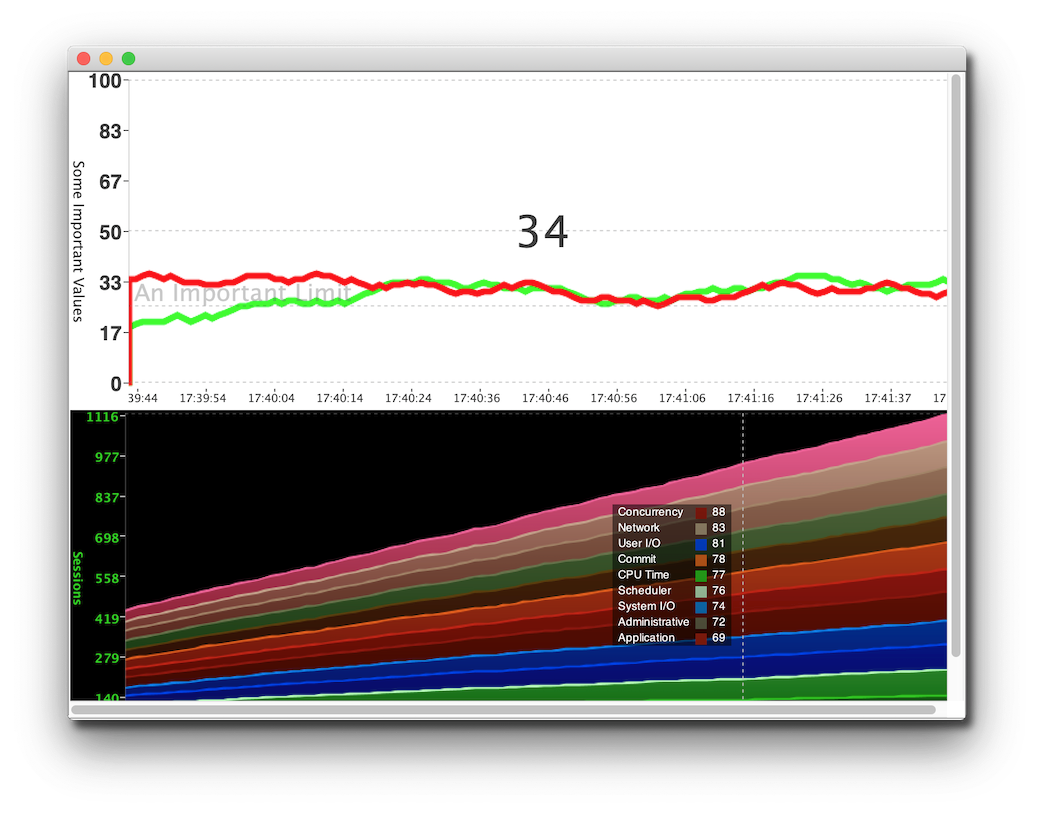 100
83
67
50
33
17
0
Some Important Values
34
An Important Limit
39:44 17:39:54 17:40:04 17:40:14 17:40:24 17:40:36 17:40:46 17:40:56 17:41:06 17:41:16 17:41:26 17:41:37 17
1116
977
837
698
558
419
279
140
Sessions
Concurrency 88
Network 83
User I/O 81
Commit 78
CPU Time 77
Scheduler 76
System I/O 74
Administrative 72
Application 69